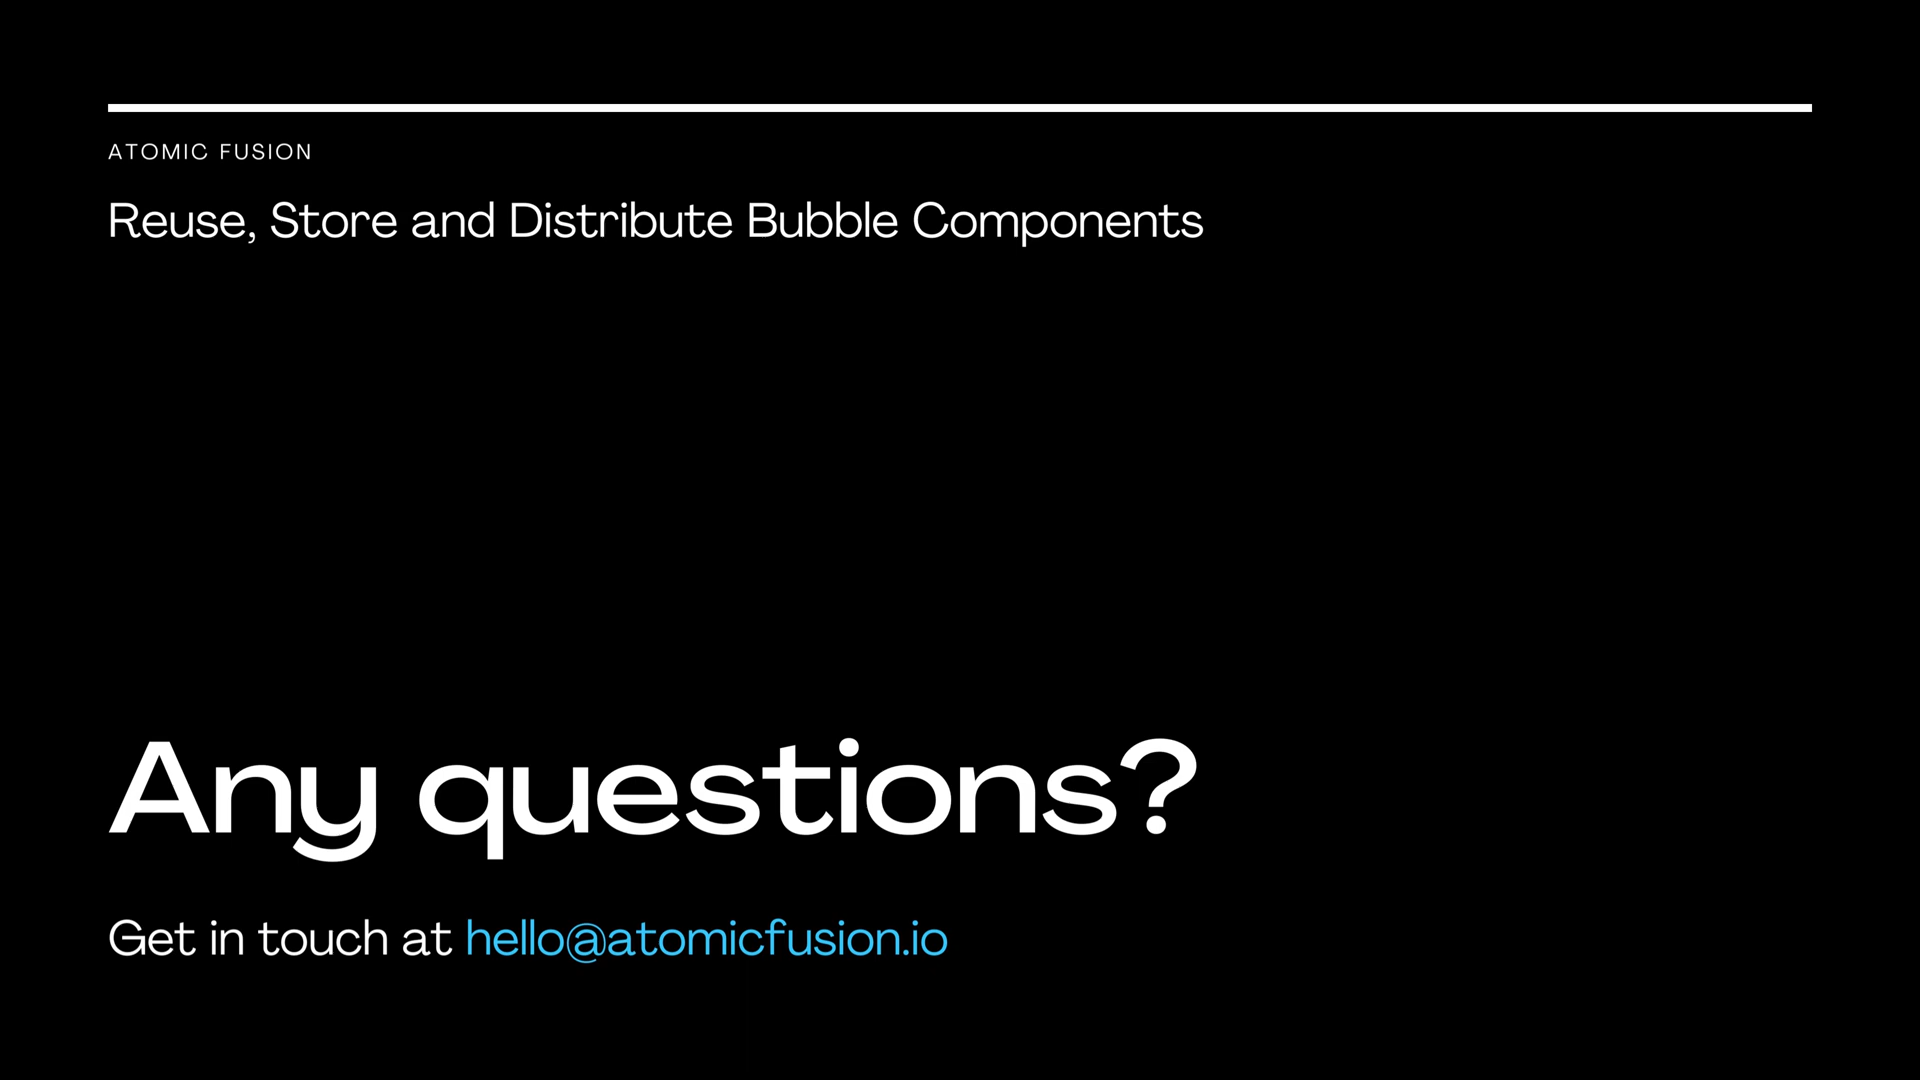 ATOMIC FUSION
Reuse, Store and Distribute Bubble Components
Any questions?
Get in touch at hello@atomicfusion.io